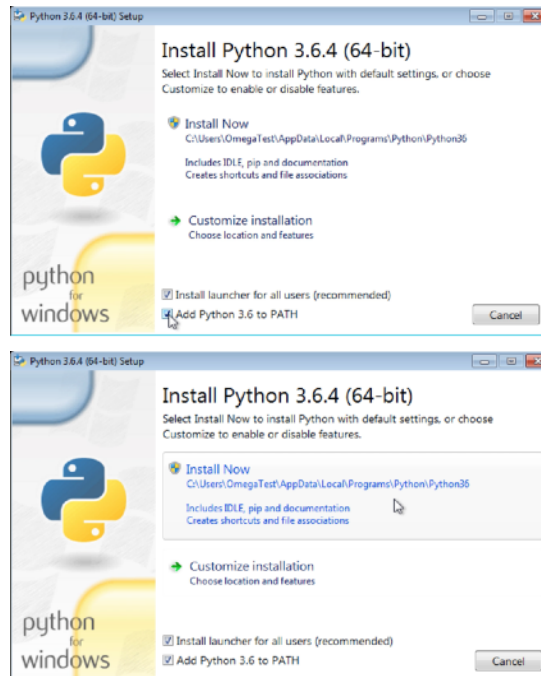 Python 3.6.4 (64-bit) Setup
Install Python 3.6.4 (64-bit)
Select Install Now to install Python with default settings, or choose
Customize to enable or disable features.
Install Now
C:\Users\OmegaTest\AppData\Local\Programs\Python\Python36
Includes IDLE, pip and documentation
Creates shortcuts and file associations
Customize installation
Choose location and features
python
for
windows
Install launcher for all users (recommended)
Add Python 3.6 to PATH
Cancel
Python 3.6.4 (64-bit) Setup
Install Python 3.6.4 (64-bit)
Select Install Now to install Python with default settings, or choose
Customize to enable or disable features.
Install Now
C:\Users\OmegaTest\AppData\Local\Programs\Python\Python36
Includes IDLE, pip and documentation
Creates shortcuts and file associations
Customize installation
Choose location and features
python
for
windows
Install launcher for all users (recommended)
Add Python 3.6 to PATH
Cancel